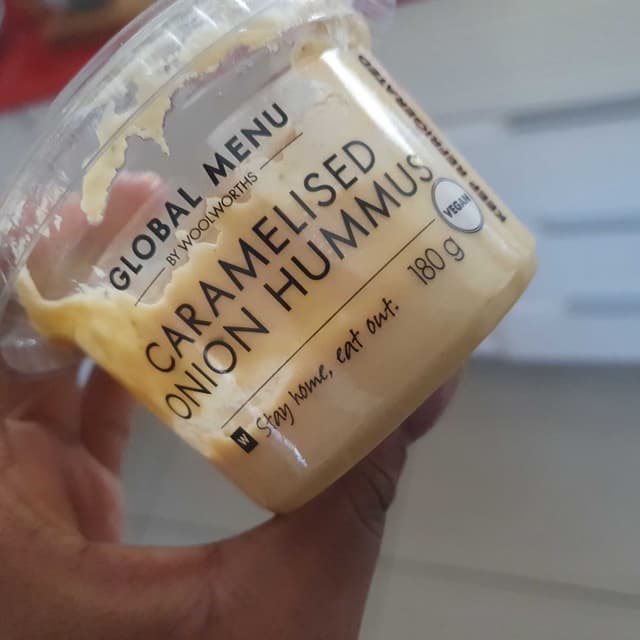 GLOBAL MENU
BY WOOLWORTHS
CARAMELISED
ONION HUMMUS
VEGAN
180 g
W
Stay home, eat out.
KEEP REFRIGERATED